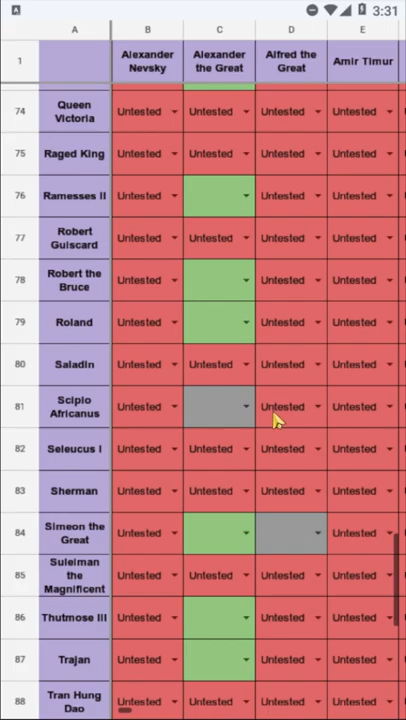 3:31
A B C D E
1 Alexander Nevsky Alexander the Great Alfred the Great Amir Timur
74 Queen Victoria Untested Untested Untested Untested
75 Raged King Untested Untested Untested Untested
76 Ramesses II Untested Untested Untested
77 Robert Guiscard Untested Untested Untested Untested
78 Robert the Bruce Untested Untested Untested
79 Roland Untested Untested Untested
80 Saladin Untested Untested Untested Untested
81 Scipio Africanus Untested Untested Untested
82 Seleucus I Untested Untested Untested Untested
83 Sherman Untested Untested Untested Untested
84 Simeon the Great Untested Untested
85 Suleiman the Magnificent Untested Untested Untested Untested
86 Thutmose III Untested Untested Untested
87 Trajan Untested Untested Untested
88 Tran Hung Dao Untested Untested Untested Untested